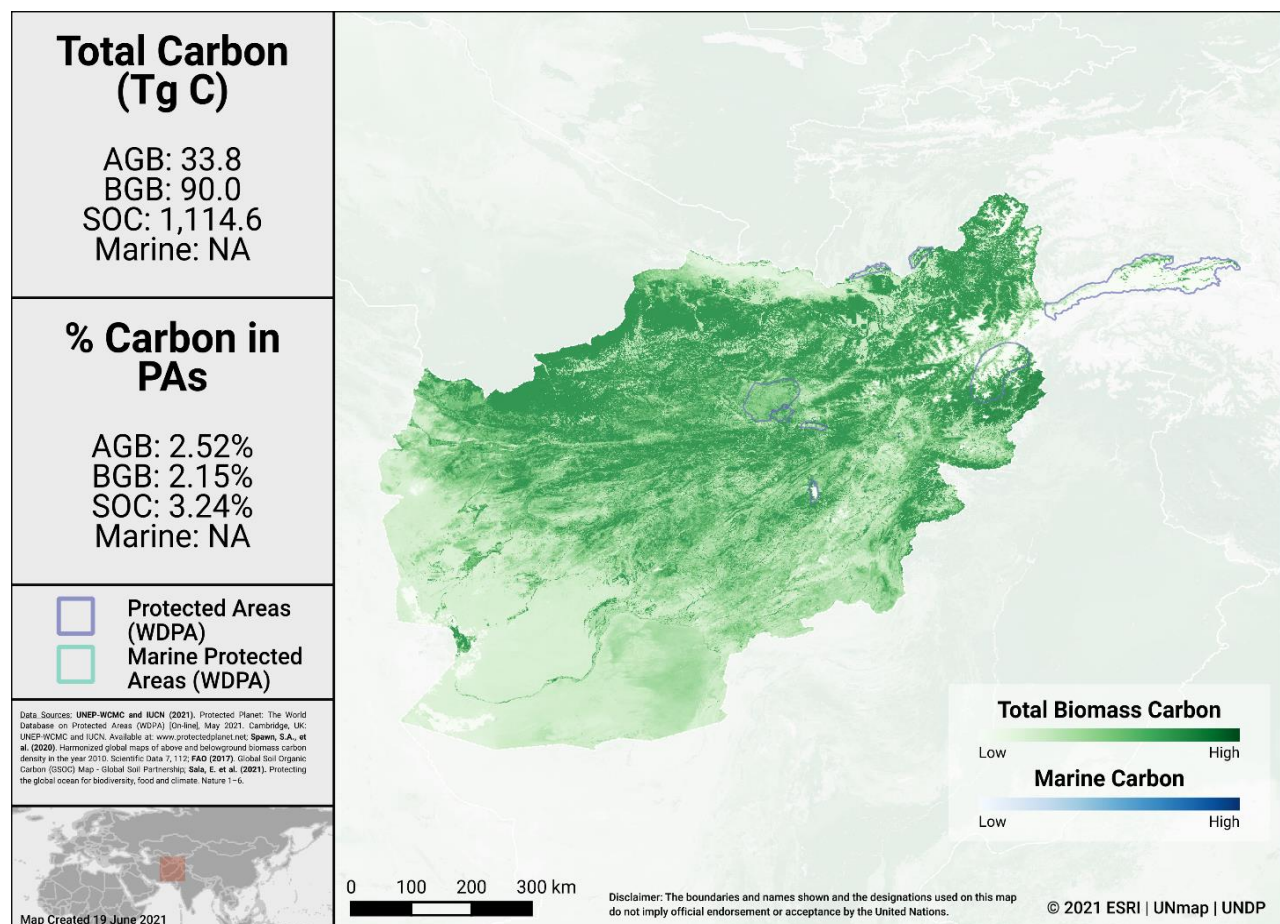 Total Carbon
(Tg C)
AGB: 33.8
BGB: 90.0
SOC: 1,114.6
Marine: NA
% Carbon in
PAs
AGB: 2.52%
BGB: 2.15%
SOC: 3.24%
Marine: NA
Protected Areas
(WDPA)
Marine Protected
Areas (WDPA)
Data Sources: UNEP-WCMC and IUCN (2021). Protected Planet: The World
Database on Protected Areas (WDPA) [On-line], May 2021. Cambridge, UK:
UNEP-WCMC and IUCN. Available at: www.protectedplanet.net; Spawn, S.A., et
al. (2020). Harmonized global maps of above and belowground biomass carbon
density in the year 2010. Scientific Data 7, 112; FAO (2017). Global Soil Organic
Carbon (GSOC) Map - Global Soil Partnership; Sala, E. et al. (2021). Protecting
the global ocean for biodiversity, food and climate. Nature 1–6.
Map Created 19 June 2021
Total Biomass Carbon
Low High
Marine Carbon
Low High
0 100 200 300 km
Disclaimer: The boundaries and names shown and the designations used on this map
do not imply official endorsement or acceptance by the United Nations.
© 2021 ESRI | UNmap | UNDP